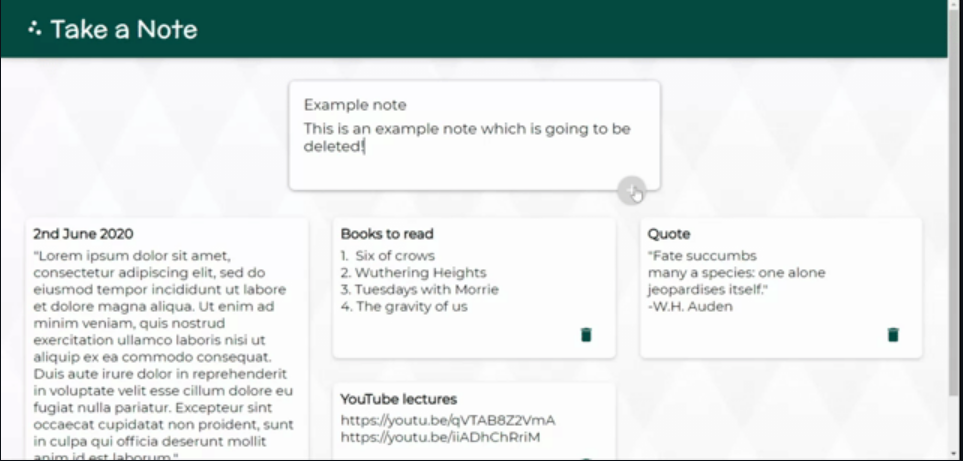 Take a Note
Example note
This is an example note which is going to be
deleted!
2nd June 2020
"Lorem ipsum dolor sit amet,
consectetur adipiscing elit, sed do
eiusmod tempor incididunt ut labore
et dolore magna aliqua. Ut enim ad
minim veniam, quis nostrud
exercitation ullamco laboris nisi ut
aliquip ex ea commodo consequat.
Duis aute irure dolor in reprehenderit
in voluptate velit esse cillum dolore eu
fugiat nulla pariatur. Excepteur sint
occaecat cupidatat non proident, sunt
in culpa qui officia deserunt mollit
anim id est laborum."
Books to read
1. Six of crows
2. Wuthering Heights
3. Tuesdays with Morrie
4. The gravity of us
Quote
"Fate succumbs
many a species: one alone
jeopardises itself."
-W.H. Auden
YouTube lectures
https://youtu.be/qVTAB8Z2VmA
https://youtu.be/iiADhChRriM